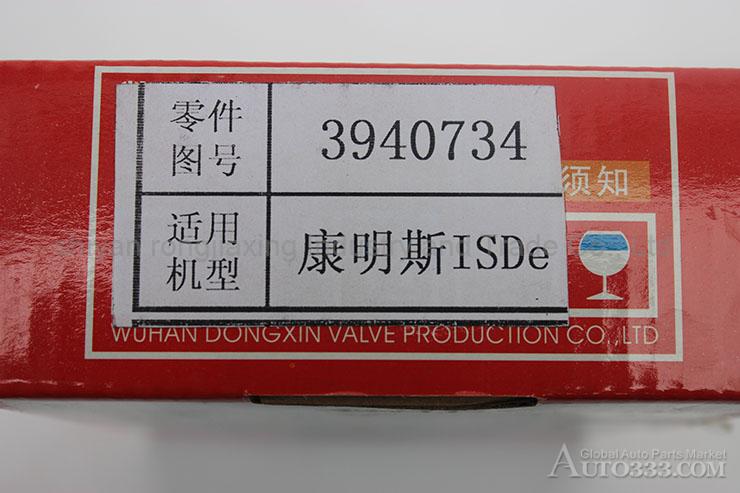 零件
图号
3940734
须知
适用
机型
康明斯ISDe
WUHAN DONGXIN VALVE PRODUCTION CO.,LTD
Global Auto Parts Market
AUTO333.COM